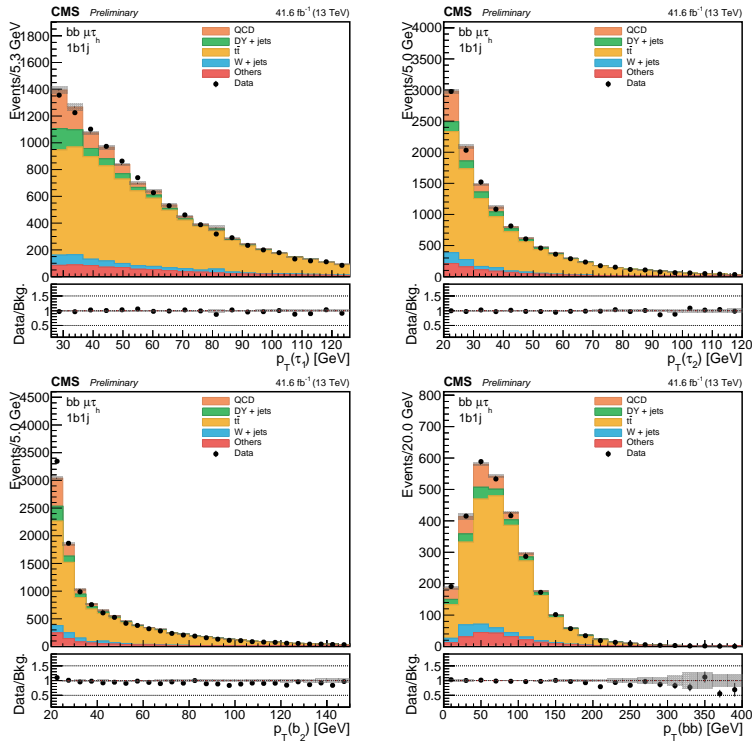 CMS Preliminary 41.6 fb⁻¹ (13 TeV)
Events/5.3 GeV
1800
1600
1400
1200
1000
800
600
400
200
0
bb μτh
1b1j
QCD
DY + jets
tt̄
W + jets
Others
Data
Data/Bkg.
1.5
1
0.5
30 40 50 60 70 80 90 100 110 120
pT(τ1) [GeV]
CMS Preliminary 41.6 fb⁻¹ (13 TeV)
Events/5.0 GeV
4000
3500
3000
2500
2000
1500
1000
500
0
bb μτh
1b1j
QCD
DY + jets
tt̄
W + jets
Others
Data
Data/Bkg.
1.5
1
0.5
20 30 40 50 60 70 80 90 100 110 120
pT(τ2) [GeV]
CMS Preliminary 41.6 fb⁻¹ (13 TeV)
Events/5.0 GeV
4500
4000
3500
3000
2500
2000
1500
1000
500
0
bb μτh
1b1j
QCD
DY + jets
tt̄
W + jets
Others
Data
Data/Bkg.
1.5
1
0.5
20 40 60 80 100 120 140
pT(b2) [GeV]
CMS Preliminary 41.6 fb⁻¹ (13 TeV)
Events/20.0 GeV
800
700
600
500
400
300
200
100
0
bb μτh
1b1j
QCD
DY + jets
tt̄
W + jets
Others
Data
Data/Bkg.
1.5
1
0.5
0 50 100 150 200 250 300 350 400
pT(bb) [GeV]